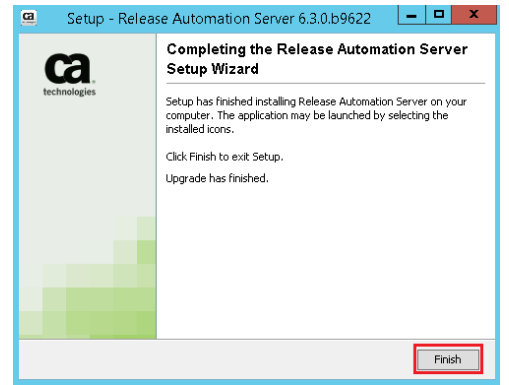 ca
Setup - Release Automation Server 6.3.0.b9622
ca
technologies
Completing the Release Automation Server
Setup Wizard
Setup has finished installing Release Automation Server on your
computer. The application may be launched by selecting the
installed icons.
Click Finish to exit Setup.
Upgrade has finished.
Finish